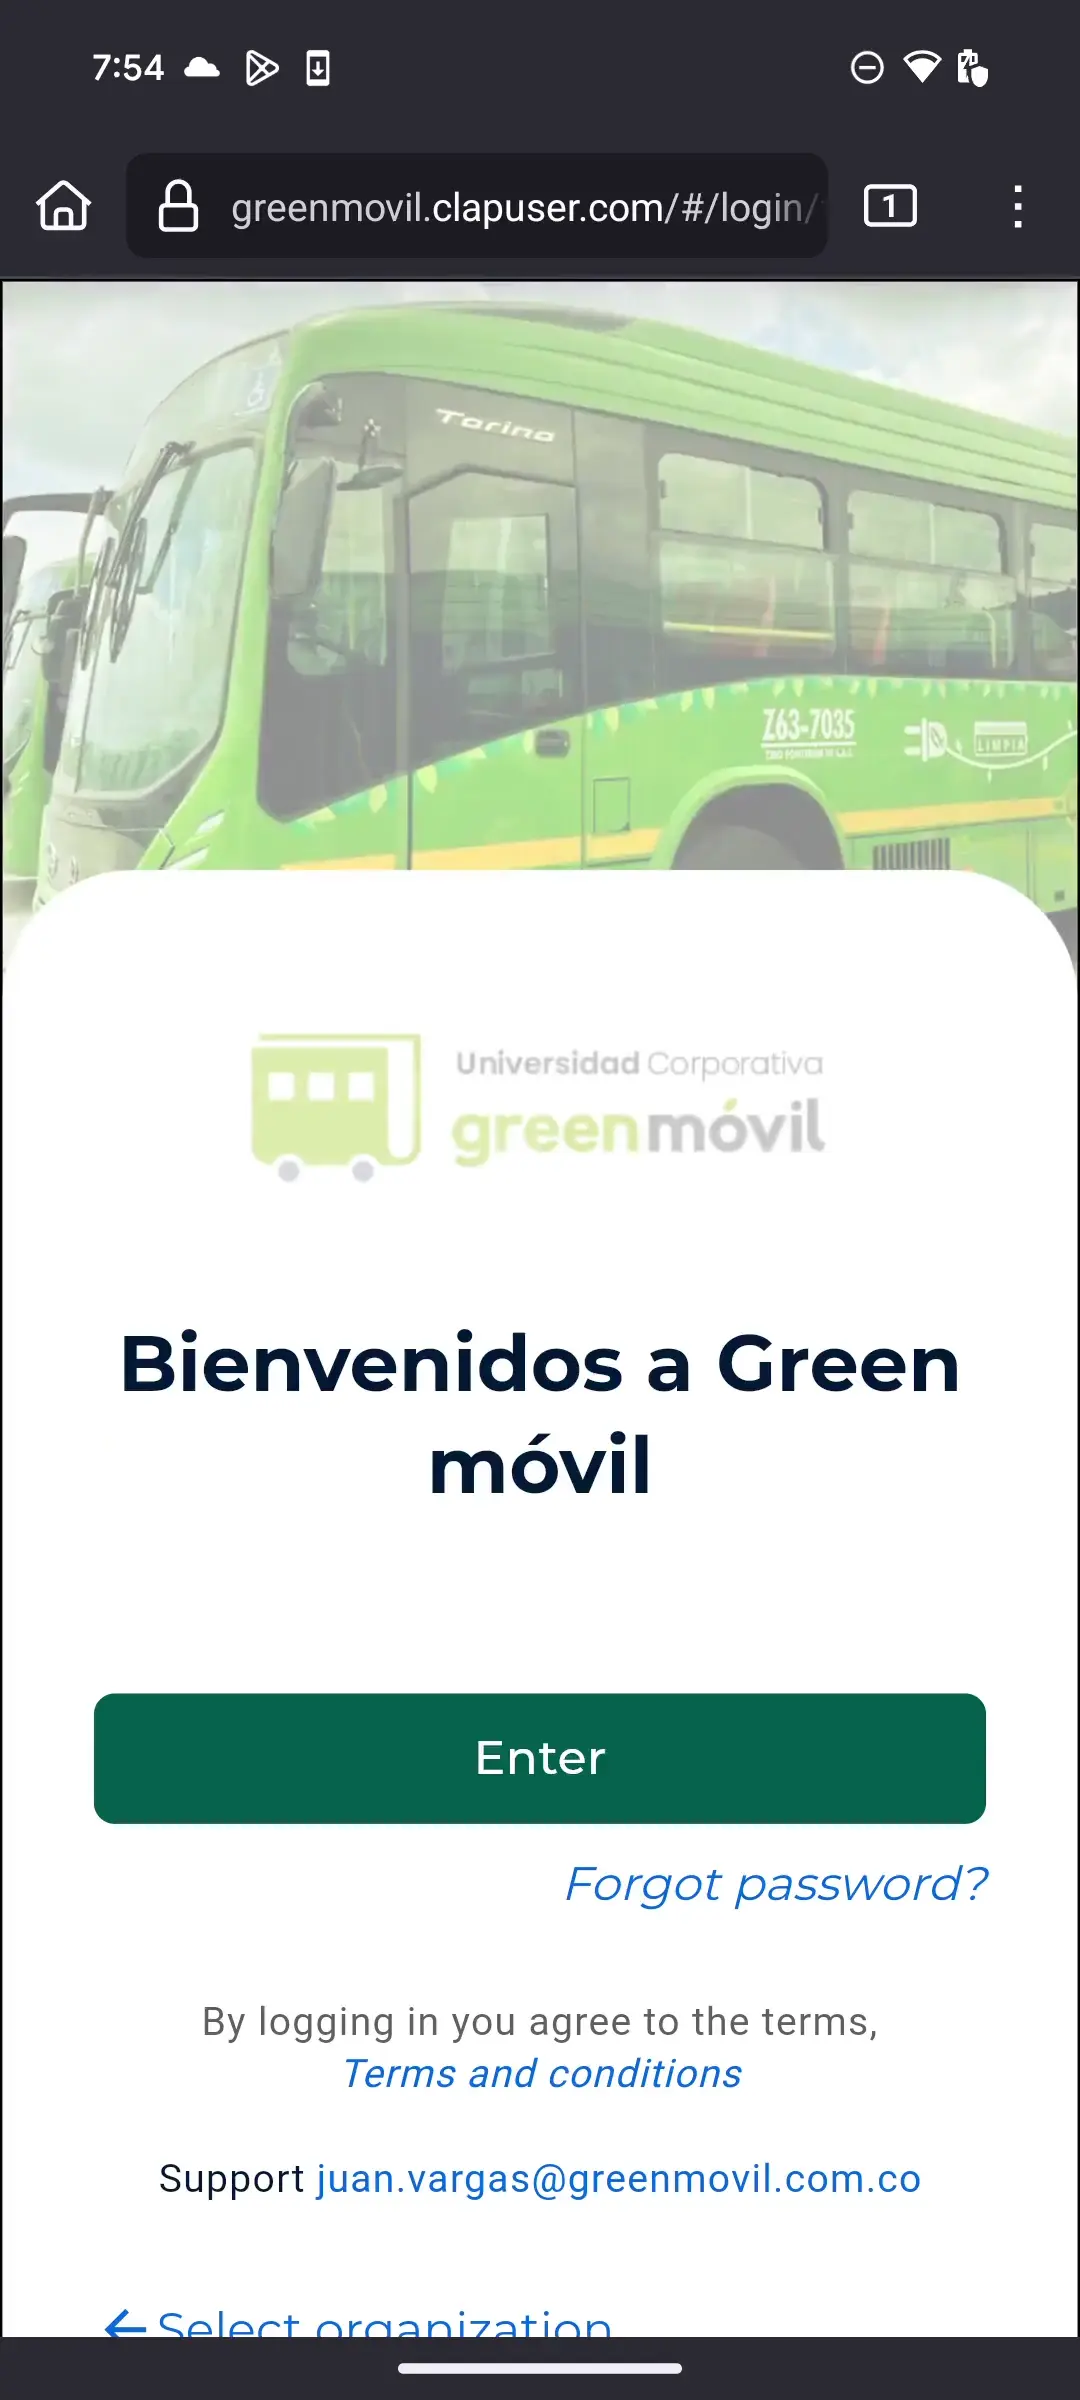 7:54
greenmovil.clapuser.com/#/login/
1
Torino
Z63-7035
LIMPIA
Universidad Corporativa
greenmóvil
Bienvenidos a Green
móvil
Enter
Forgot password?
By logging in you agree to the terms,
Terms and conditions
Support juan.vargas@greenmovil.com.co
Select organization